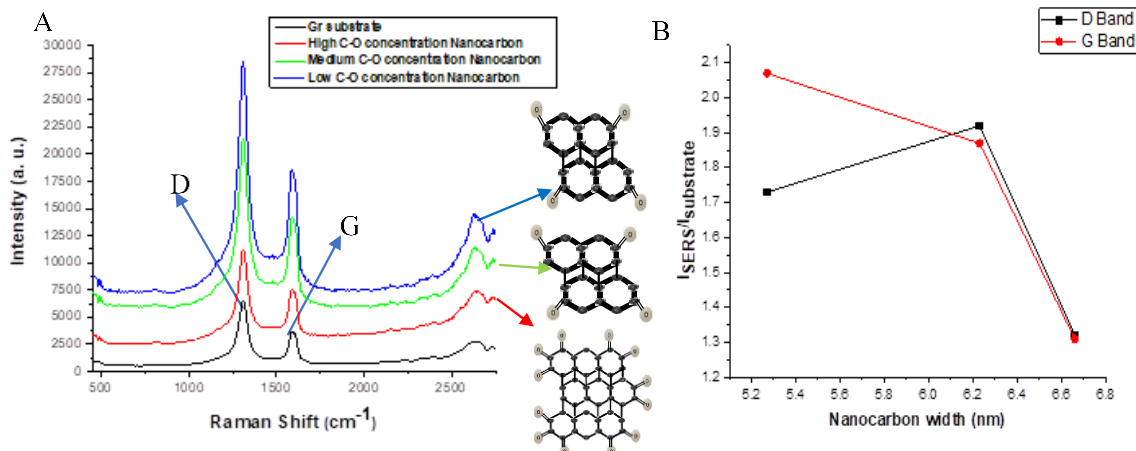 A
Gr substrate
High C-O concentration Nanocarbon
Medium C-O concentration Nanocarbon
Low C-O concentration Nanocarbon
30000
27500
25000
22500
20000
17500
15000
12500
10000
7500
5000
2500
0
Intensity (a. u.)
D
G
450
1000
1500
2000
2500
Raman Shift (cm-1)
B
D Band
G Band
2.1
2.0
1.9
1.8
1.7
1.6
1.5
1.4
1.3
1.2
ISERS/Isubstrate
5.2
5.4
5.6
5.8
6.0
6.2
6.4
6.6
6.8
Nanocarbon width (nm)